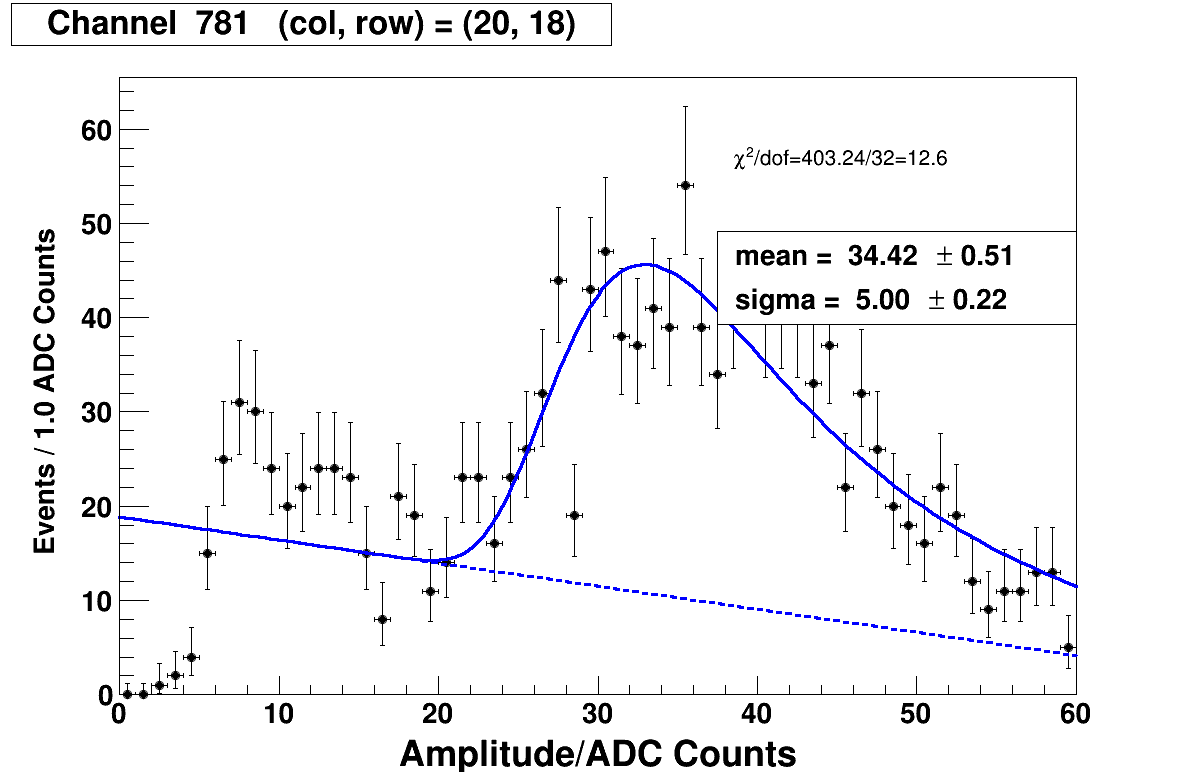 Channel 781 (col, row) = (20, 18)
χ²/dof=403.24/32=12.6
mean = 34.42 ± 0.51
sigma = 5.00 ± 0.22
Events / 1.0 ADC Counts
60
50
40
30
20
10
0
0 10 20 30 40 50 60
Amplitude/ADC Counts